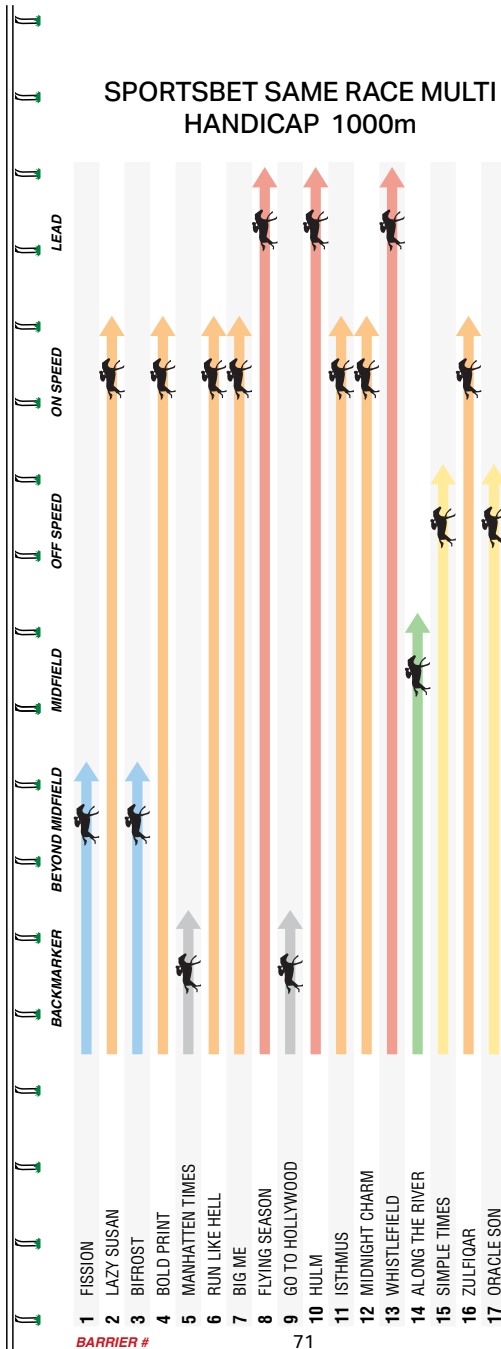 SPORTSBET SAME RACE MULTI
HANDICAP 1000m
LEAD
ON SPEED
OFF SPEED
MIDFIELD
BEYOND MIDFIELD
BACKMARKER
1 FISSION
2 LAZY SUSAN
3 BIFROST
4 BOLD PRINT
5 MANHATTEN TIMES
6 RUN LIKE HELL
7 BIG ME
8 FLYING SEASON
9 GO TO HOLLYWOOD
10 HULM
11 ISTHMUS
12 MIDNIGHT CHARM
13 WHISTLEFIELD
14 ALONG THE RIVER
15 SIMPLE TIMES
16 ZULFIQAR
17 ORACLE SON
BARRIER #
71